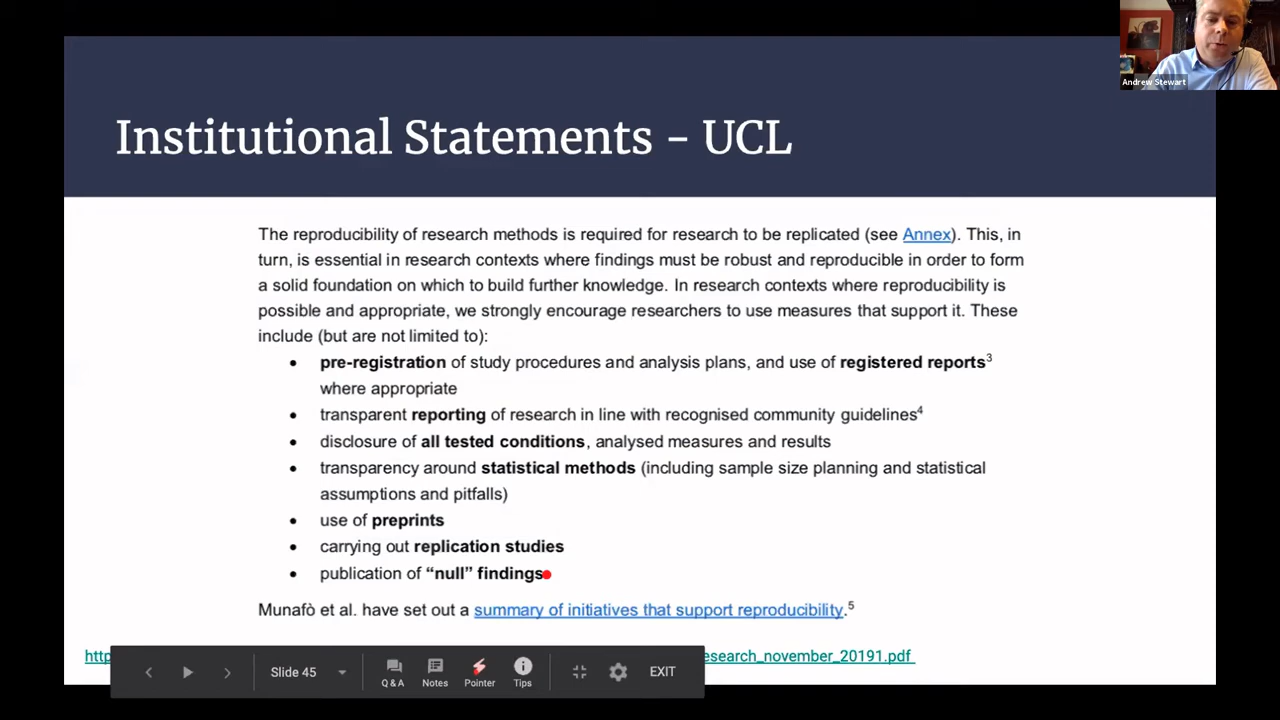 Andrew Stewart
Institutional Statements - UCL
The reproducibility of research methods is required for research to be replicated (see Annex). This, in
turn, is essential in research contexts where findings must be robust and reproducible in order to form
a solid foundation on which to build further knowledge. In research contexts where reproducibility is
possible and appropriate, we strongly encourage researchers to use measures that support it. These
include (but are not limited to):
• pre-registration of study procedures and analysis plans, and use of registered reports³
where appropriate
• transparent reporting of research in line with recognised community guidelines⁴
• disclosure of all tested conditions, analysed measures and results
• transparency around statistical methods (including sample size planning and statistical
assumptions and pitfalls)
• use of preprints
• carrying out replication studies
• publication of “null” findings
Munafò et al. have set out a summary of initiatives that support reproducibility.⁵
http esearch_november_20191.pdf
Slide 45
Q & A
Notes
Pointer
Tips
EXIT